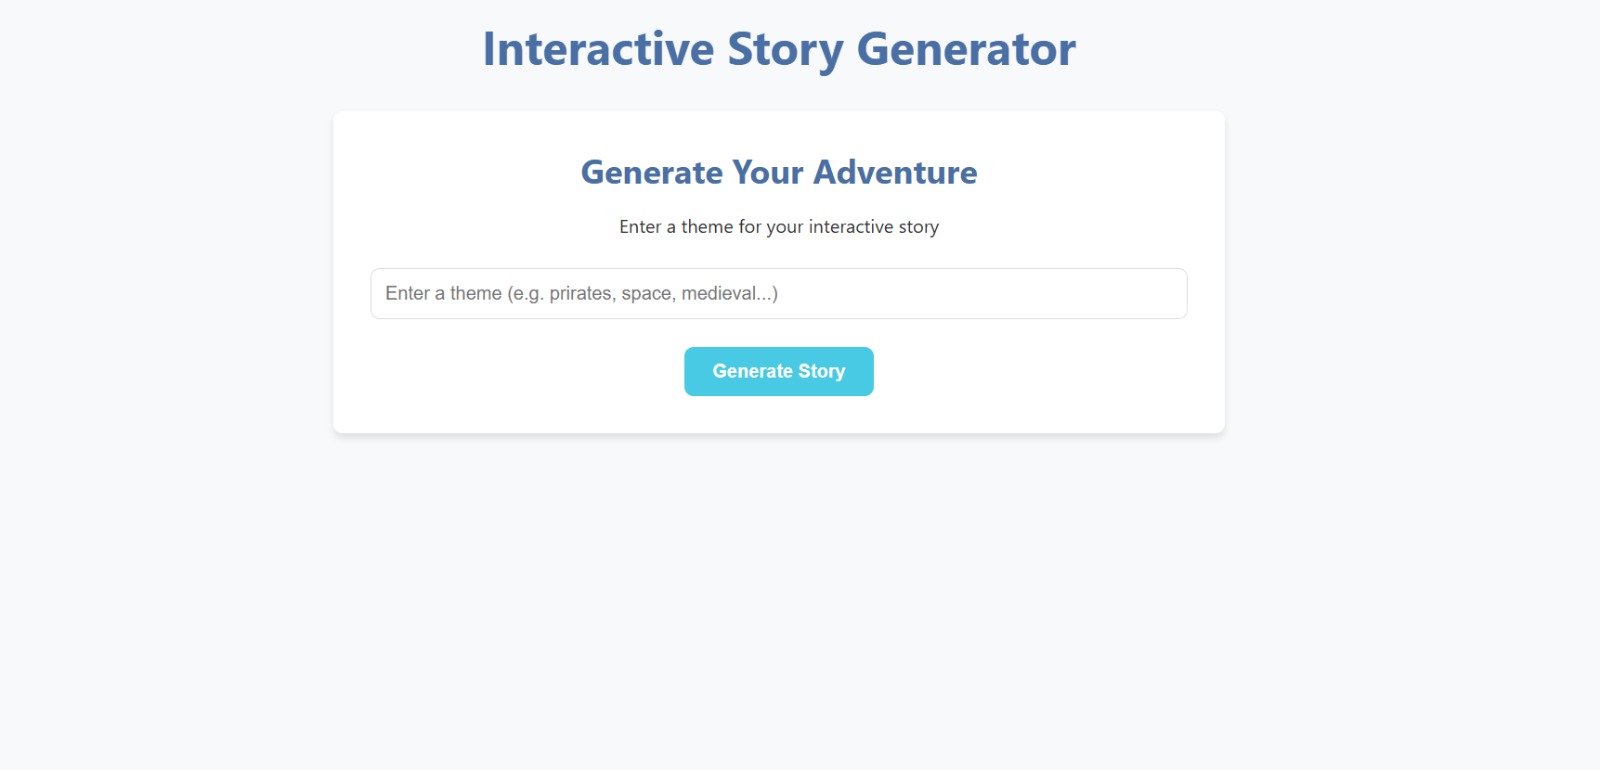 Interactive Story Generator
Generate Your Adventure
Enter a theme for your interactive story
Enter a theme (e.g. prirates, space, medieval...)
Generate Story